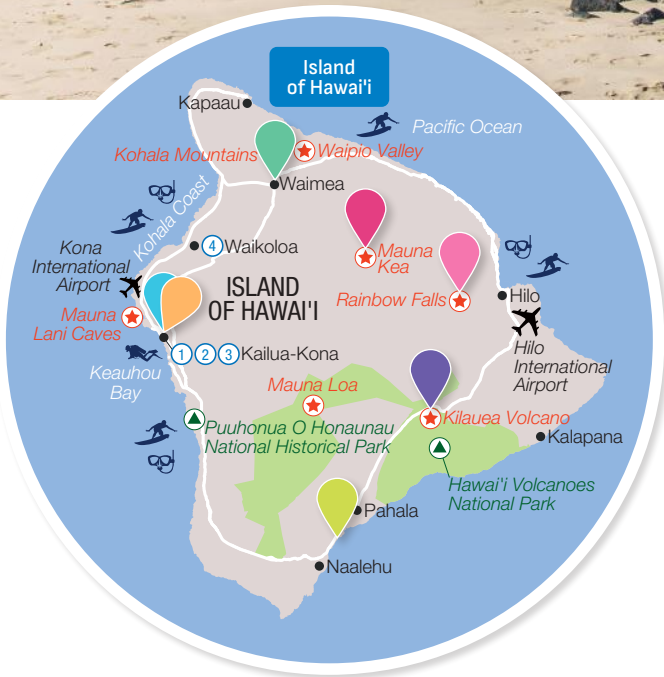 Island
of Hawai'i
Kapaau
Pacific Ocean
Kohala Mountains
Waipio Valley
Waimea
Kohala Coast
4
Waikoloa
Kona
International
Airport
Mauna
Kea
ISLAND
OF HAWAI'I
Rainbow Falls
Hilo
Mauna
Lani Caves
Hilo
International
Airport
1 2 3 Kailua-Kona
Keauhou
Bay
Mauna Loa
Puuhonua O Honaunau
National Historical Park
Kilauea Volcano
Kalapana
Hawai'i Volcanoes
National Park
Pahala
Naalehu